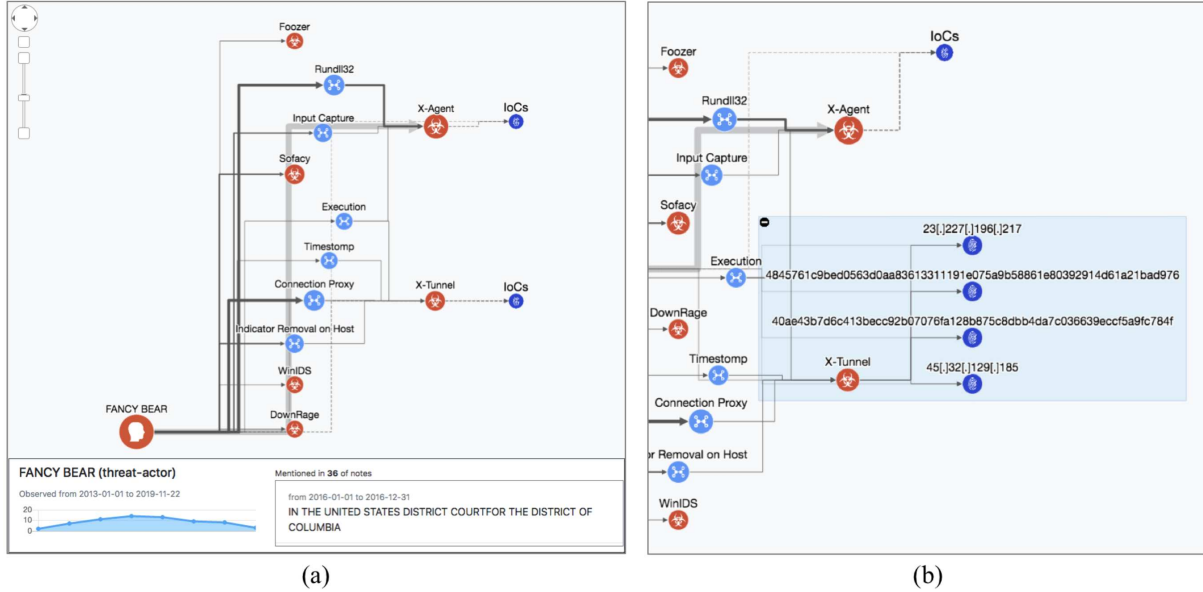 Foozer
Rundll32
X-Agent
IoCs
Input Capture
Sofacy
Execution
Timestomp
Connection Proxy
X-Tunnel
IoCs
Indicator Removal on Host
WinIDS
FANCY BEAR
DownRage
FANCY BEAR (threat-actor)
Observed from 2013-01-01 to 2019-11-22
20
10
0
Mentioned in 36 of notes
from 2016-01-01 to 2016-12-31
IN THE UNITED STATES DISTRICT COURTFOR THE DISTRICT OF
COLUMBIA
(a)
IoCs
Foozer
Rundll32
X-Agent
Input Capture
Sofacy
23[.]227[.]196[.]217
Execution
4845761c9bed0563d0aa83613311191e075a9b58861e80392914d61a21bad976
DownRage
40ae43b7d6c413becc92b07076fa128b875c8dbb4da7c036639eccf5a9fc784f
Timestomp
X-Tunnel
45[.]32[.]129[.]185
Connection Proxy
or Removal on Host
WinIDS
(b)